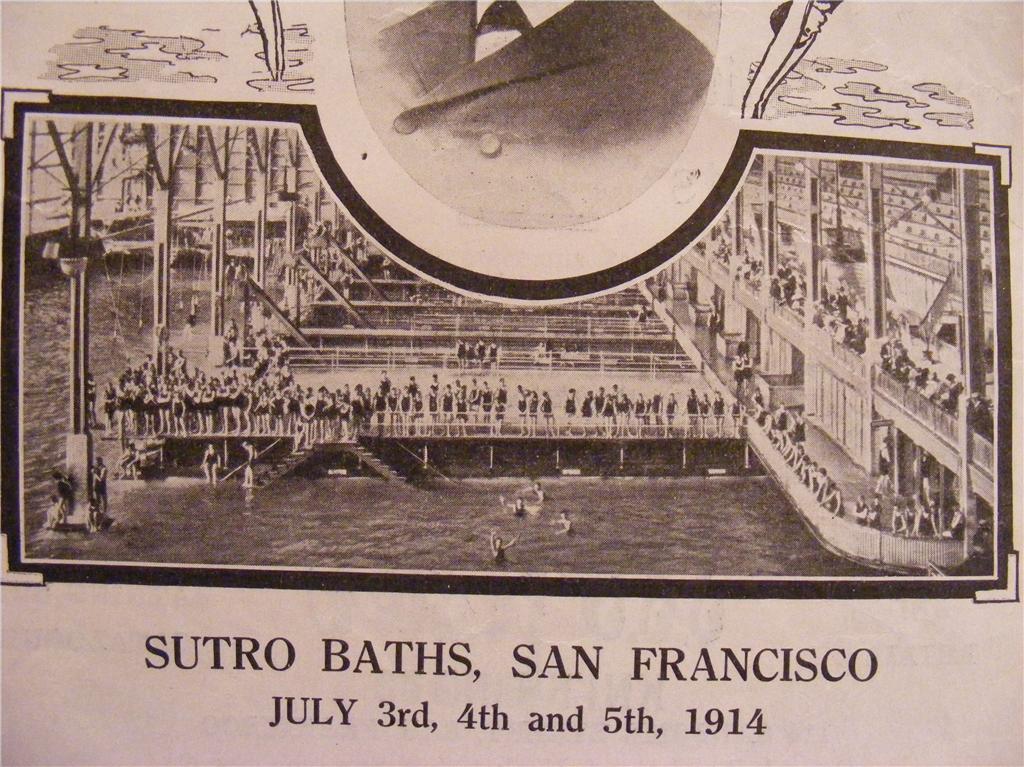 SUTRO BATHS, SAN FRANCISCO
JULY 3rd, 4th and 5th, 1914